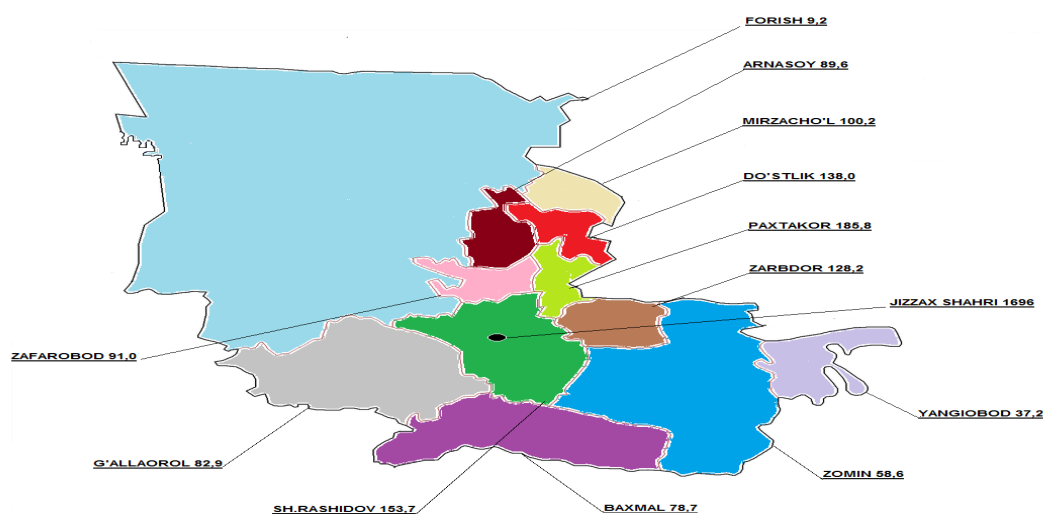 FORISH 9,2
ARNASOY 89,6
MIRZACHO'L 100,2
DO'STLIK 138,0
PAXTAKOR 185,8
ZARBDOR 128,2
JIZZAX SHAHRI 1696
ZAFAROBOD 91,0
YANGIOBOD 37,2
G'ALLAOROL 82,9
ZOMIN 58,6
SH.RASHIDOV 153,7
BAXMAL 78,7